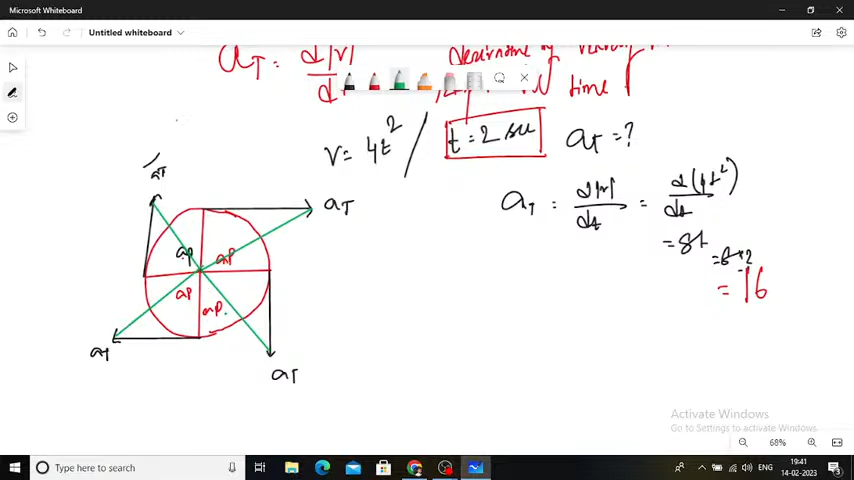 Microsoft Whiteboard
Untitled whiteboard
aT = d|v|
time
v = 4t² / t = 2 sec aT = ?
aT = d|v| / dt = d(4t²) / dt
= 8t
= 8*2
= 16
aT
aT
aP aP
aP aP.
aT
aT
Activate Windows
Go to Settings to activate Windows.
68%
Type here to search
ENG
19:41
14-02-2023
3